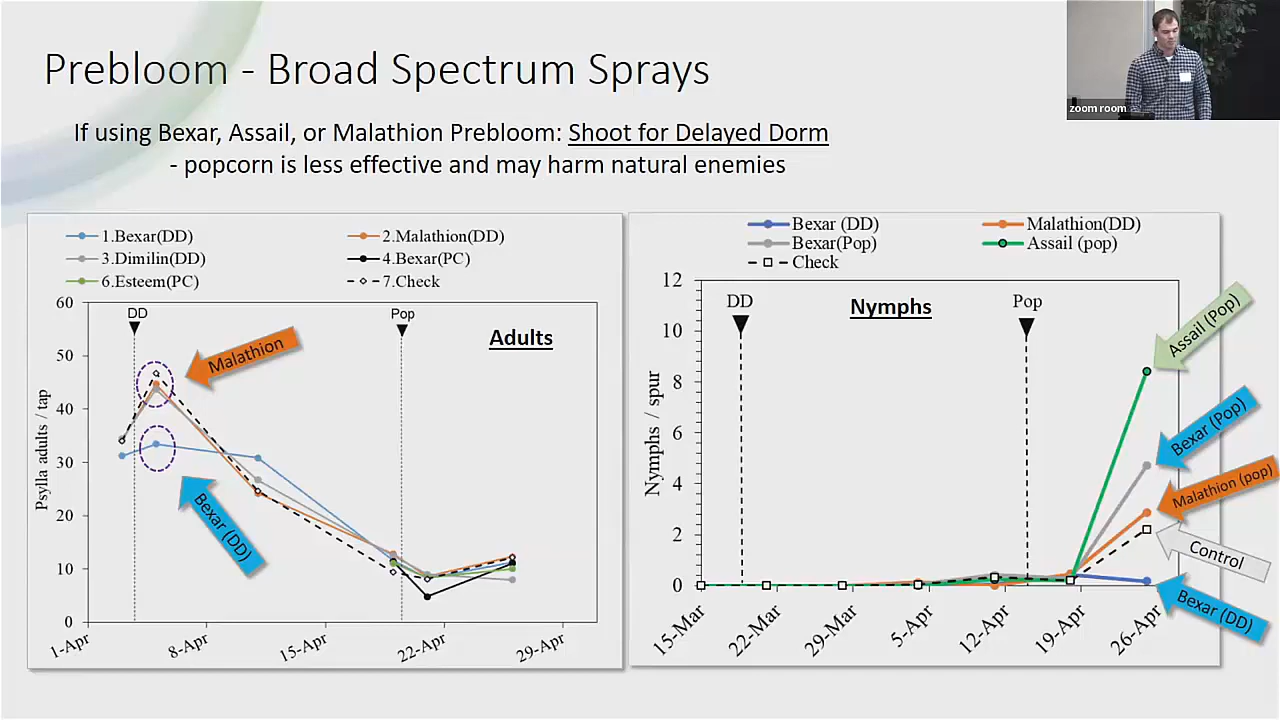 Prebloom - Broad Spectrum Sprays
zoom room
If using Bexar, Assail, or Malathion Prebloom: Shoot for Delayed Dorm
- popcorn is less effective and may harm natural enemies
1.Bexar(DD) 2.Malathion(DD)
3.Dimilin(DD) 4.Bexar(PC)
6.Esteem(PC) 7.Check
60
50
40
30
20
10
0
Psylla adults / tap
DD
Pop
Adults
Malathion
Bexar (DD)
1-Apr 8-Apr 15-Apr 22-Apr 29-Apr
Bexar (DD) Malathion(DD)
Bexar(Pop) Assail (pop)
Check
12
10
8
6
4
2
0
Nymphs / spur
DD
Nymphs
Pop
Assail (Pop)
Bexar (Pop)
Malathion (pop)
Control
Bexar (DD)
15-Mar 22-Mar 29-Mar 5-Apr 12-Apr 19-Apr 26-Apr